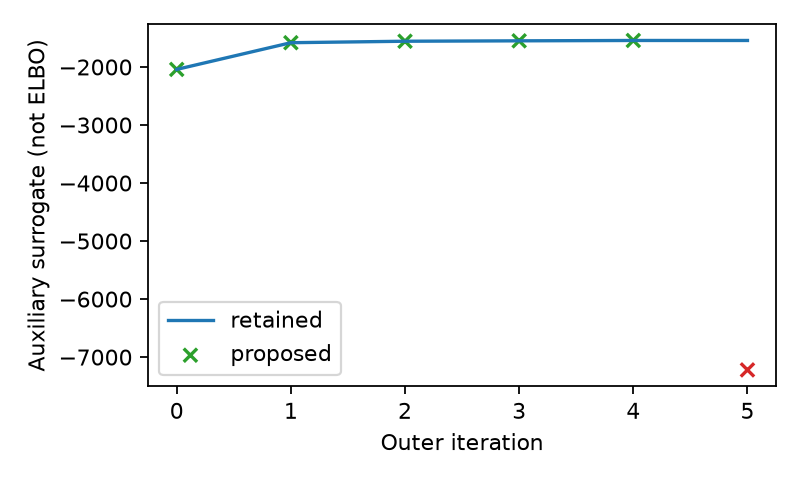 Auxiliary surrogate (not ELBO)
−2000
−3000
−4000
−5000
−6000
−7000
retained
proposed
0 1 2 3 4 5
Outer iteration